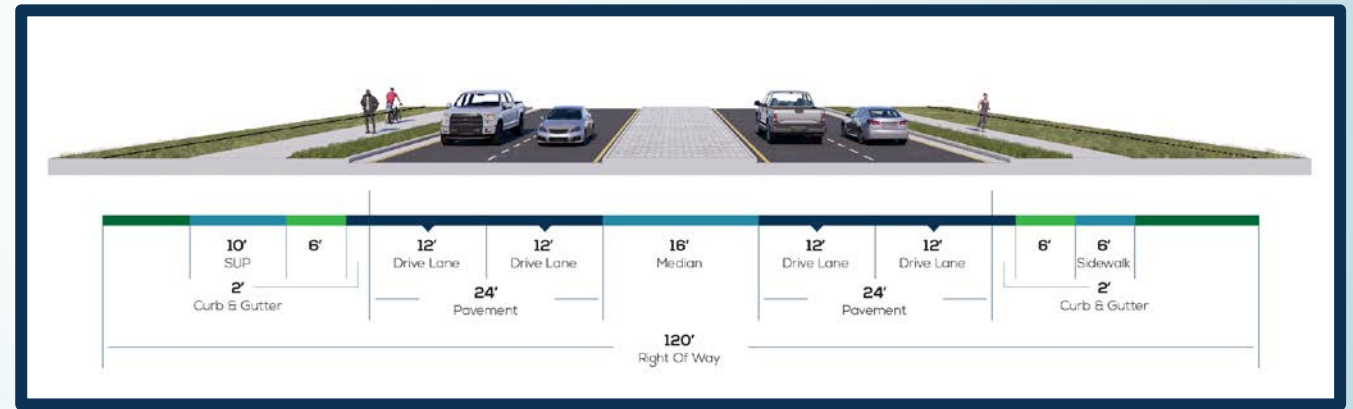 10'
SUP
6'
12'
Drive Lane
12'
Drive Lane
16'
Median
12'
Drive Lane
12'
Drive Lane
6'
6'
Sidewalk
2'
Curb & Gutter
24'
Pavement
24'
Pavement
2'
Curb & Gutter
120'
Right Of Way